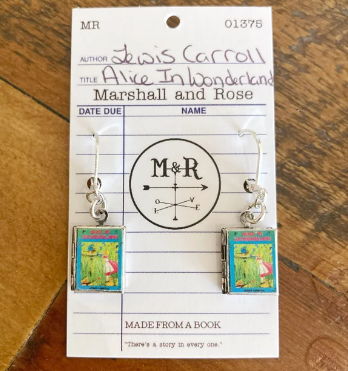 MR 01375
AUTHOR Lewis Carroll
TITLE Alice In Wonderland
Marshall and Rose
DATE DUE NAME
M&R
L O V E
MADE FROM A BOOK
"There's a story in every one."